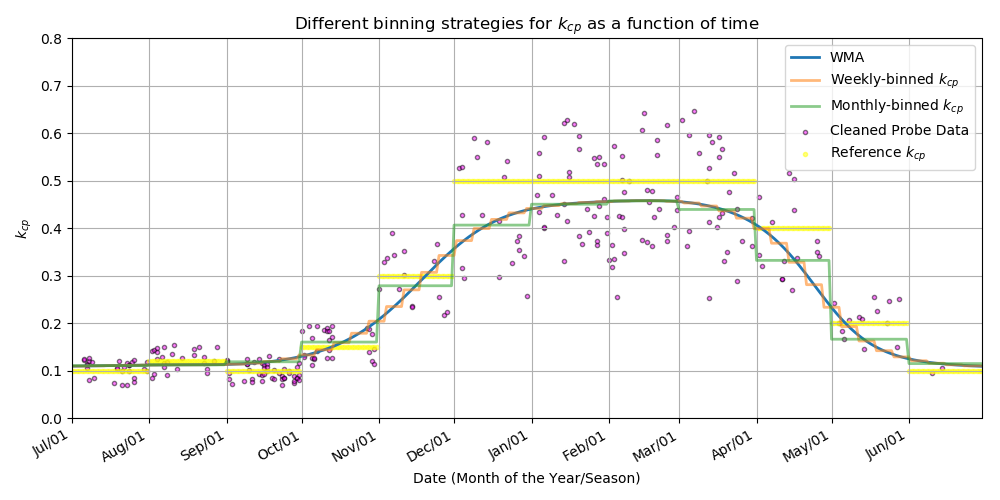 Different binning strategies for k_cp as a function of time
0.8
0.7
0.6
0.5
0.4
0.3
0.2
0.1
0.0
k_cp
WMA
Weekly-binned k_cp
Monthly-binned k_cp
Cleaned Probe Data
Reference k_cp
Jul/01
Aug/01
Sep/01
Oct/01
Nov/01
Dec/01
Jan/01
Feb/01
Mar/01
Apr/01
May/01
Jun/01
Date (Month of the Year/Season)